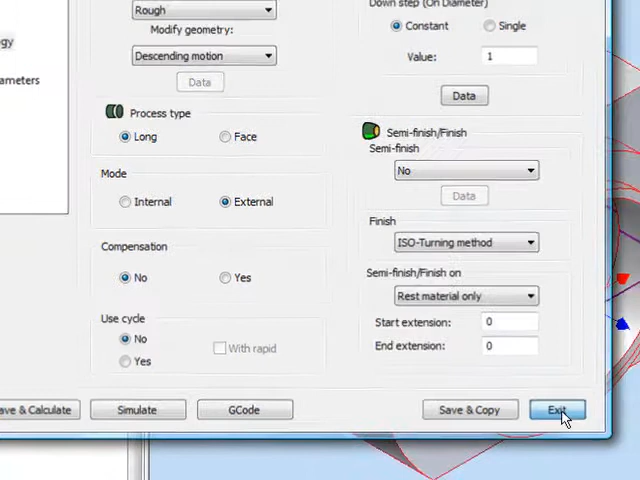 Down step (On Diameter)
Rough
Constant
Single
Modify geometry:
gy
Descending motion
Value:
1
ameters
Data
Data
Process type
Semi-finish/Finish
Long
Face
Semi-finish
No
Mode
Data
Internal
External
Finish
ISO-Turning method
Compensation
Semi-finish/Finish on
No
Yes
Rest material only
Use cycle
Start extension:
0
No
With rapid
End extension:
0
Yes
ave & Calculate
Simulate
GCode
Save & Copy
Exit